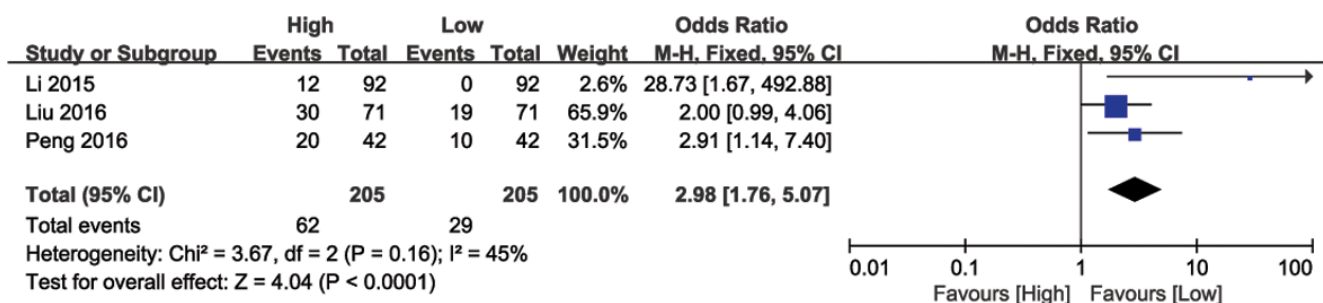 High Low Odds Ratio Odds Ratio
Study or Subgroup Events Total Events Total Weight M-H, Fixed, 95% CI M-H, Fixed, 95% CI
Li 2015 12 92 0 92 2.6% 28.73 [1.67, 492.88]
Liu 2016 30 71 19 71 65.9% 2.00 [0.99, 4.06]
Peng 2016 20 42 10 42 31.5% 2.91 [1.14, 7.40]
Total (95% CI) 205 205 100.0% 2.98 [1.76, 5.07]
Total events 62 29
Heterogeneity: Chi² = 3.67, df = 2 (P = 0.16); I² = 45%
Test for overall effect: Z = 4.04 (P < 0.0001)
0.01 0.1 1 10 100
Favours [High] Favours [Low]